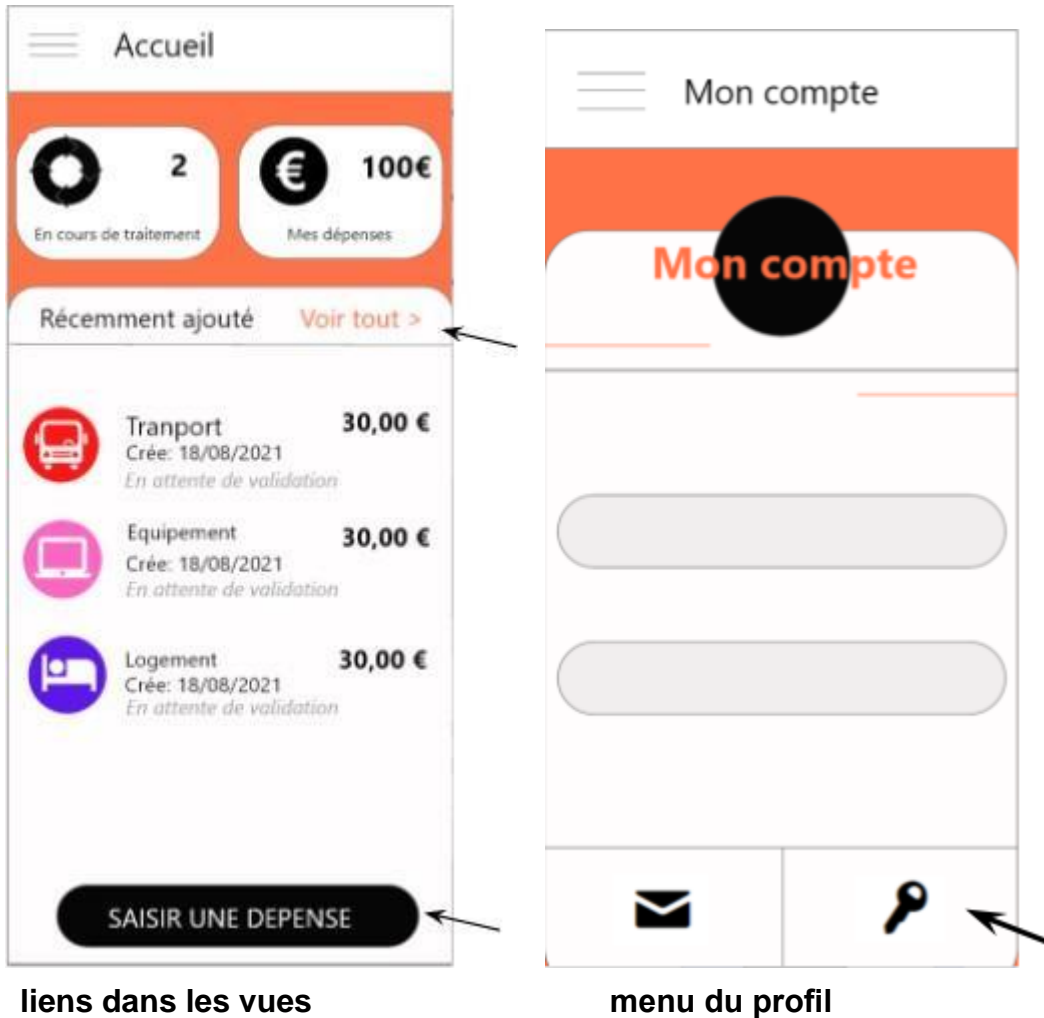 Accueil
2
En cours de traitement
100€
Mes dépenses
Récemment ajouté Voir tout >
Tranport 30,00 €
Crée: 18/08/2021
En attente de validation
Equipement 30,00 €
Crée: 18/08/2021
En attente de validation
Logement 30,00 €
Crée: 18/08/2021
En attente de validation
SAISIR UNE DEPENSE
liens dans les vues
Mon compte
Mon compte
menu du profil